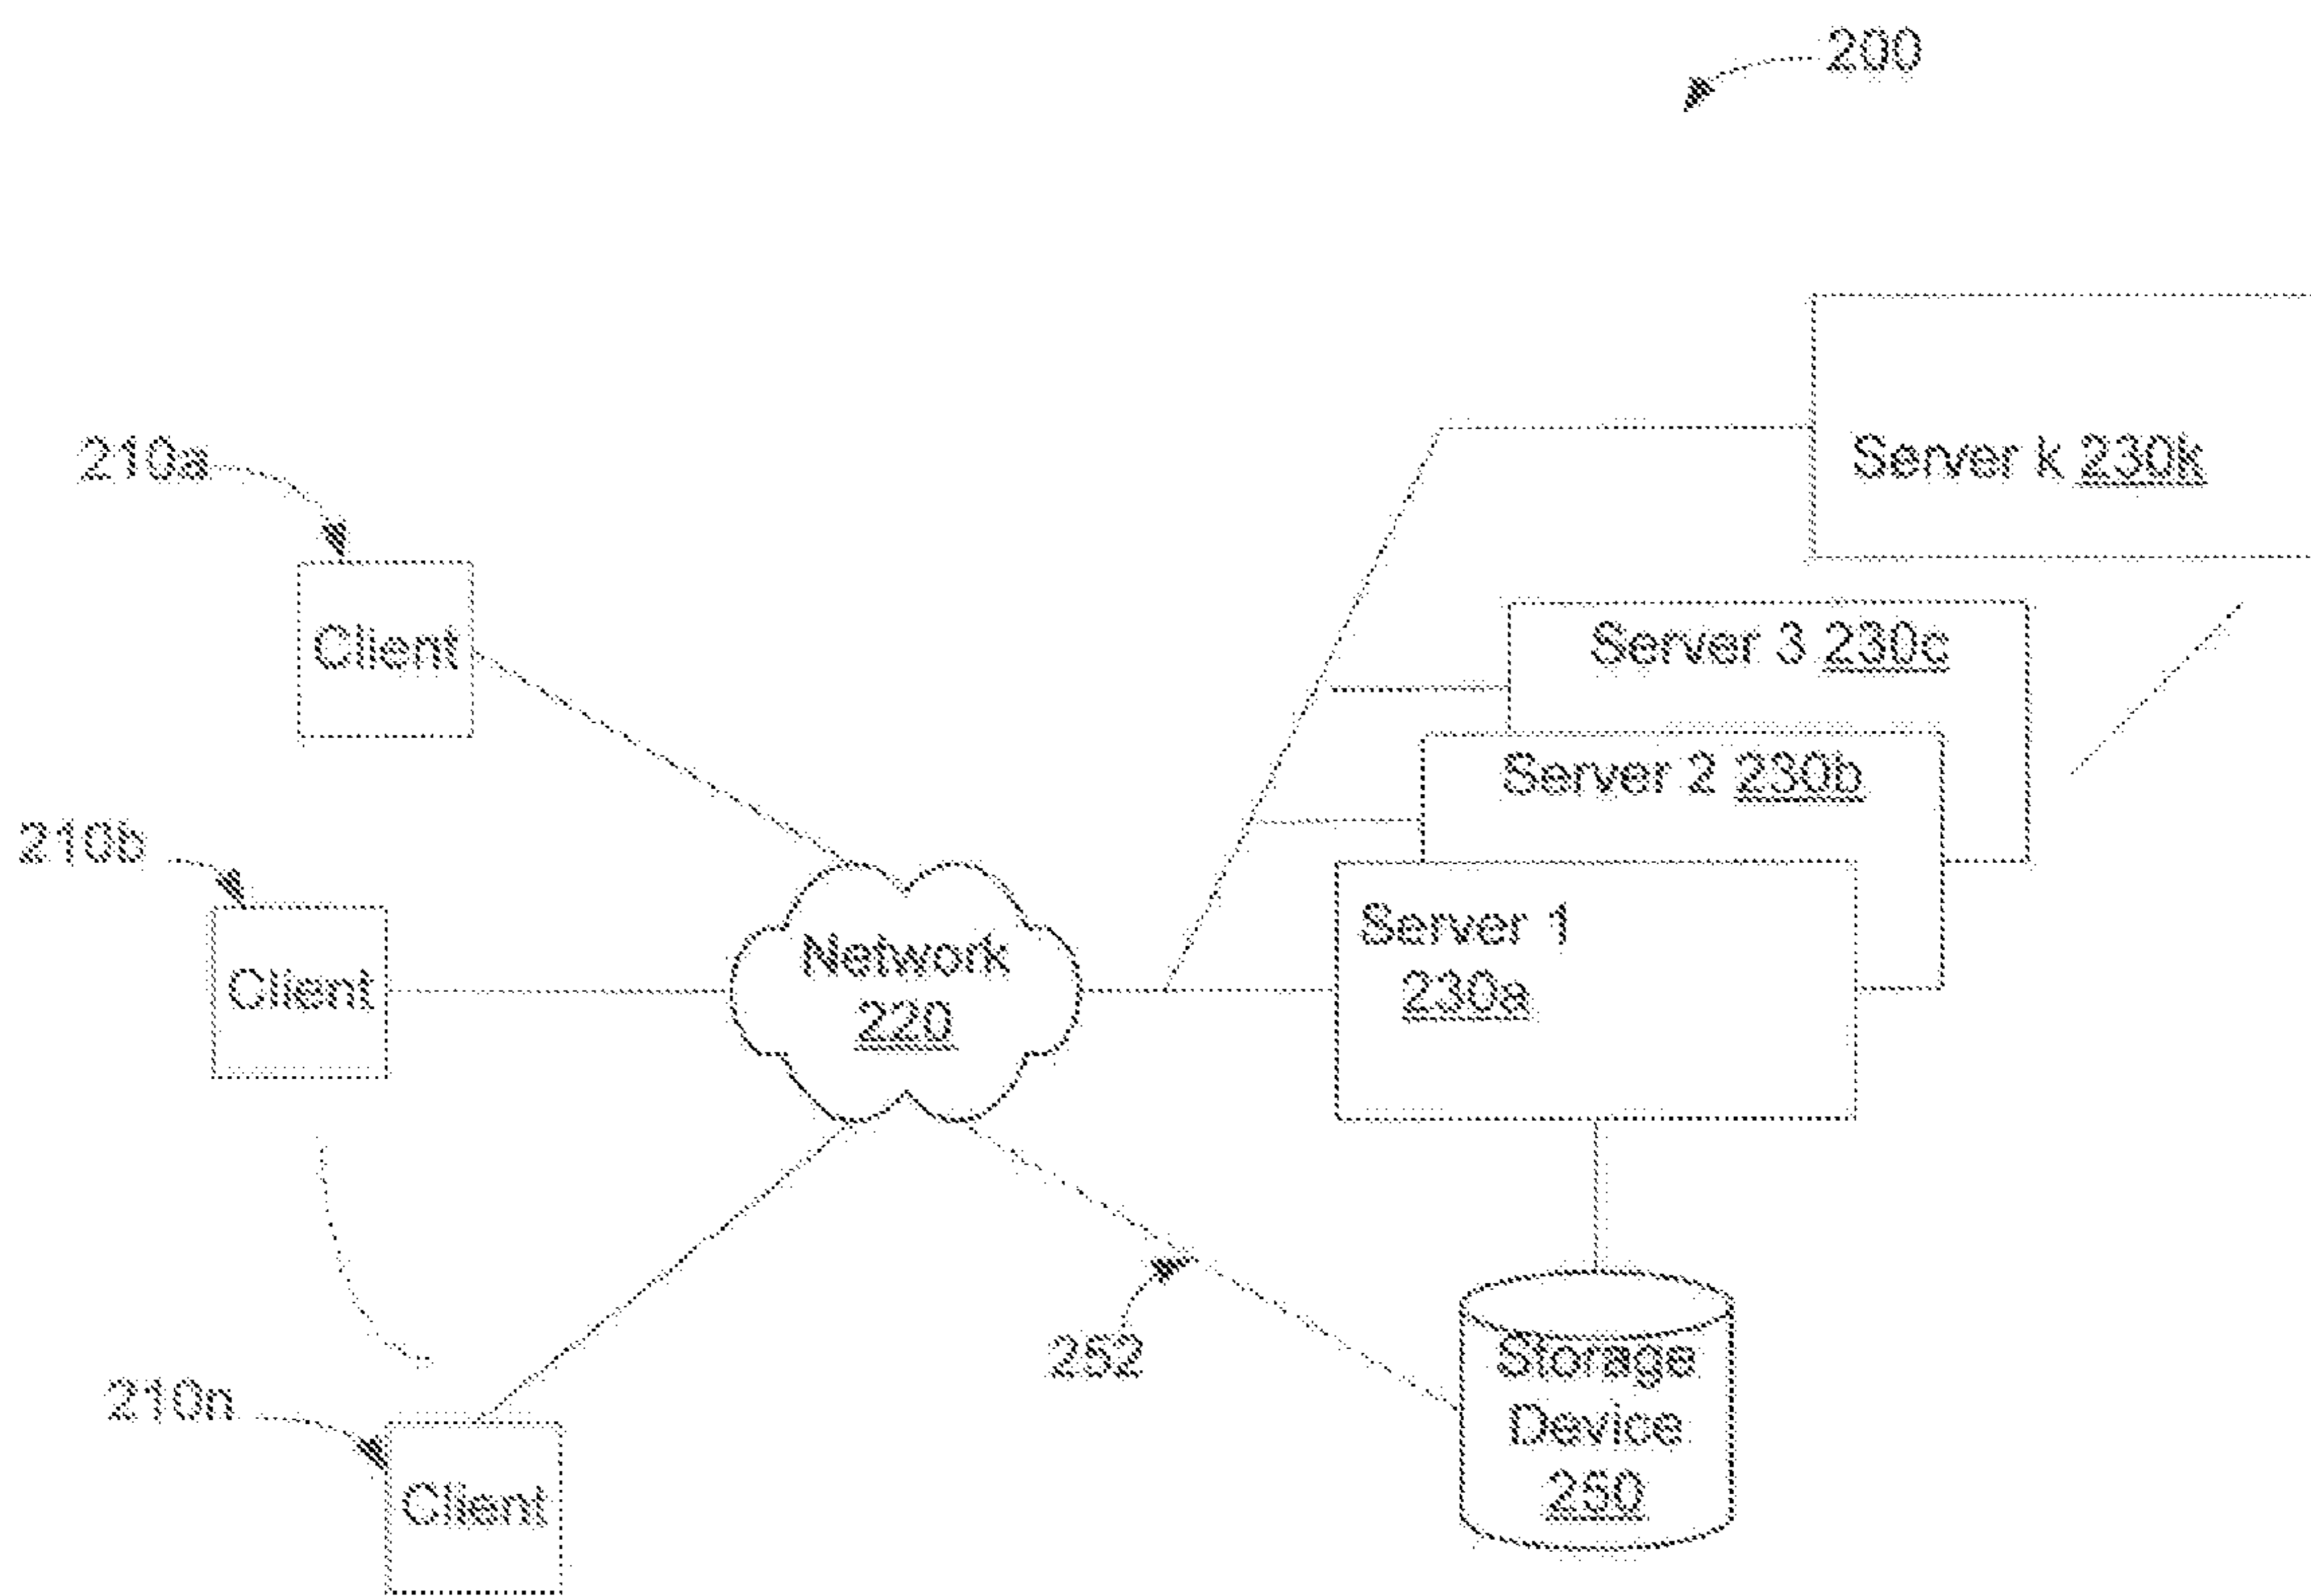 200
Server k 230k
210a
Client
Server 3 230c
Server 2 230b
210b
Client
Network
220
Server 1
230a
252
Storage
Device
250
210n
Client